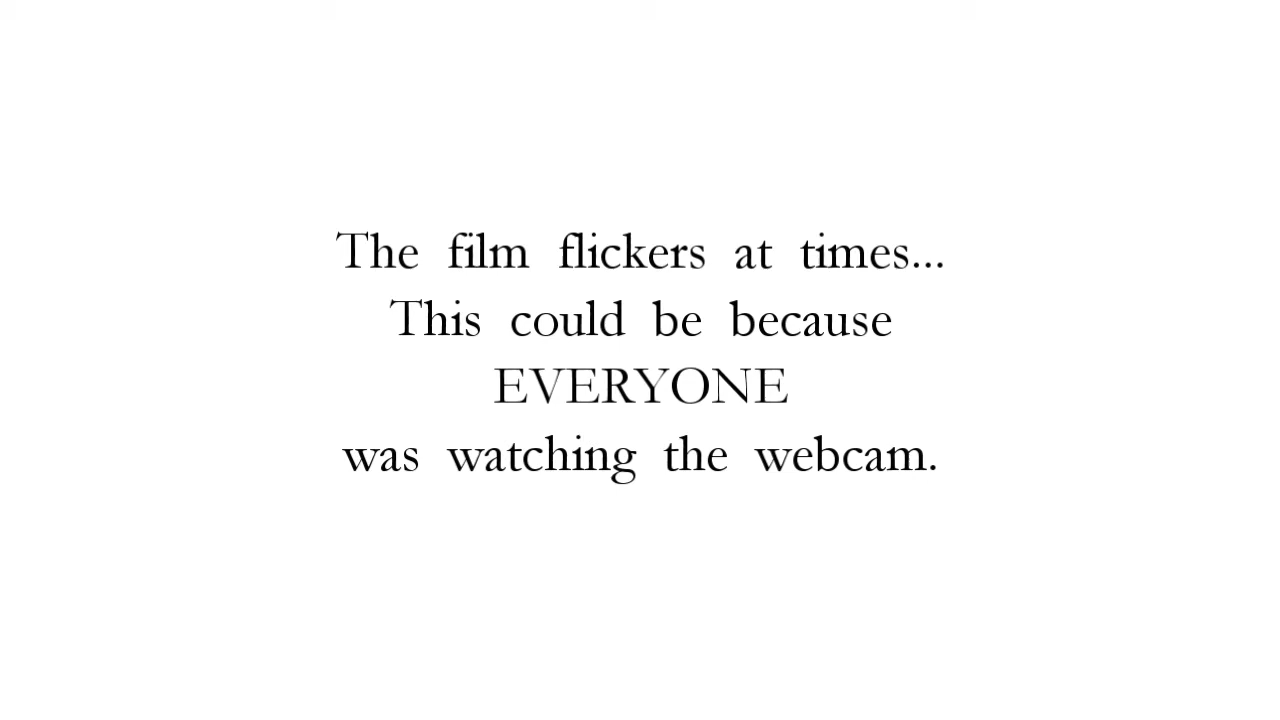 The film flickers at times...
This could be because
EVERYONE
was watching the webcam.